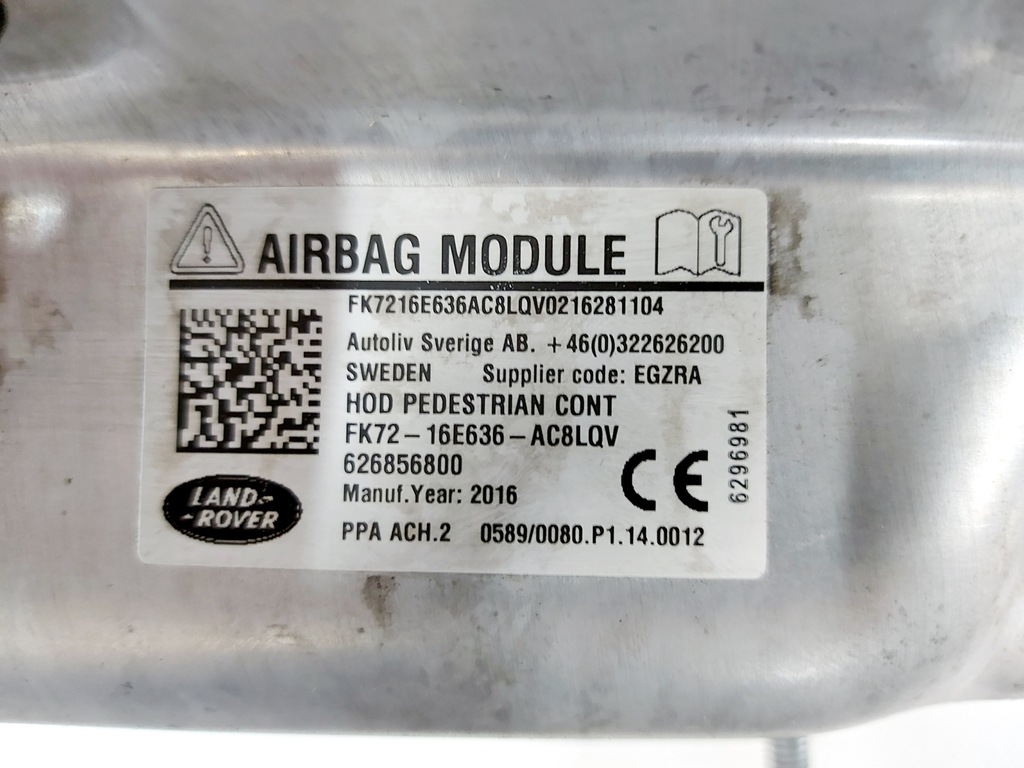 AIRBAG MODULE
FK7216E636AC8LQV0216281104
Autoliv Sverige AB. +46(0)322626200
SWEDEN Supplier code: EGZRA
HOD PEDESTRIAN CONT
FK72-16E636-AC8LQV
626856800
Manuf.Year: 2016
PPA ACH.2 0589/0080.P1.14.0012
LAND-
-ROVER
CE
6296981